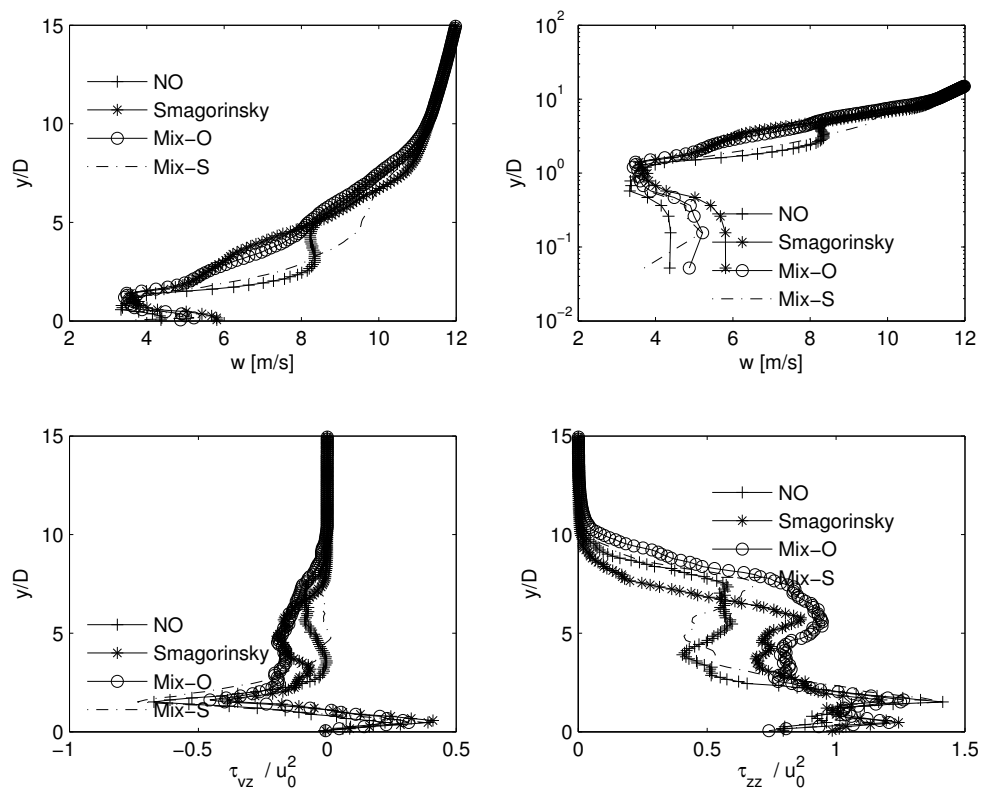 15
10
5
0
y/D
2
4
6
8
10
12
w [m/s]
NO
Smagorinsky
Mix−O
Mix−S
10^2
10^1
10^0
10^−1
10^−2
y/D
2
4
6
8
10
12
w [m/s]
NO
Smagorinsky
Mix−O
Mix−S
15
10
5
0
y/D
−1
−0.5
0
0.5
τ_vz / u_0^2
NO
Smagorinsky
Mix−O
Mix−S
15
10
5
0
y/D
0
0.5
1
1.5
τ_zz / u_0^2
NO
Smagorinsky
Mix−O
Mix−S